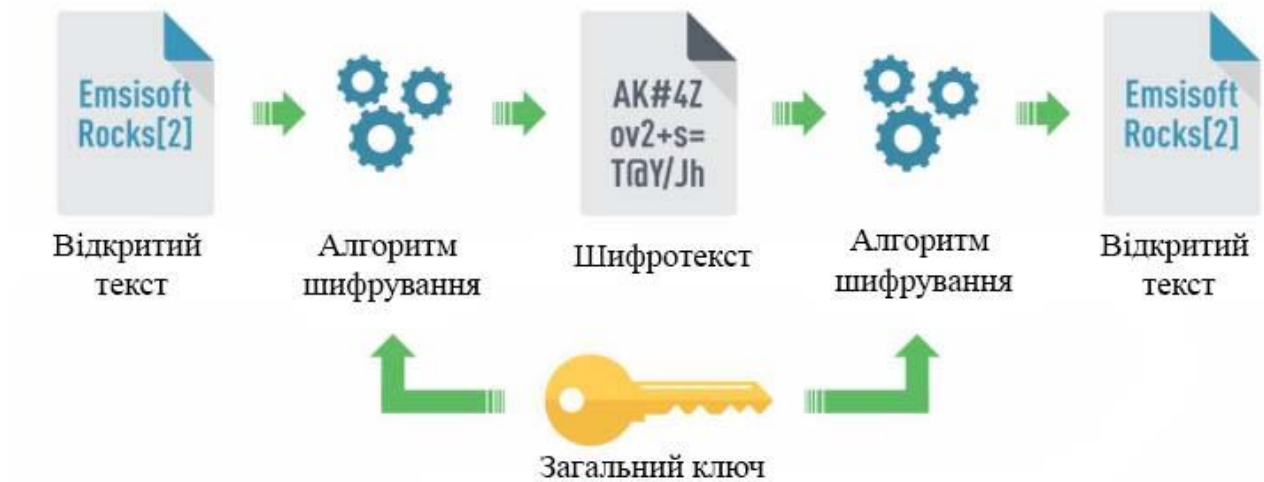 Emsisoft
Rocks[2]
AK#4Z
ov2+s=
T@Y/Jh
Emsisoft
Rocks[2]
Відкритий
текст
Алгоритм
шифрування
Шифротекст
Алгоритм
шифрування
Відкритий
текст
Загальний ключ